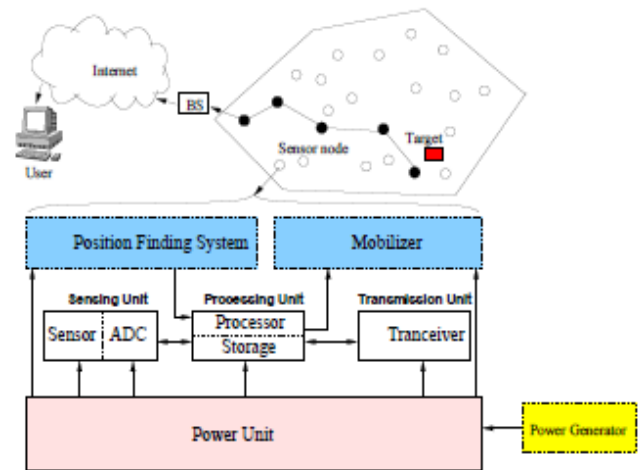 Internet
BS
Target
Sensor node
User
Position Finding System
Mobilizer
Sensing Unit
Processing Unit
Transmission Unit
Sensor
ADC
Processor
Storage
Tranceiver
Power Unit
Power Generator